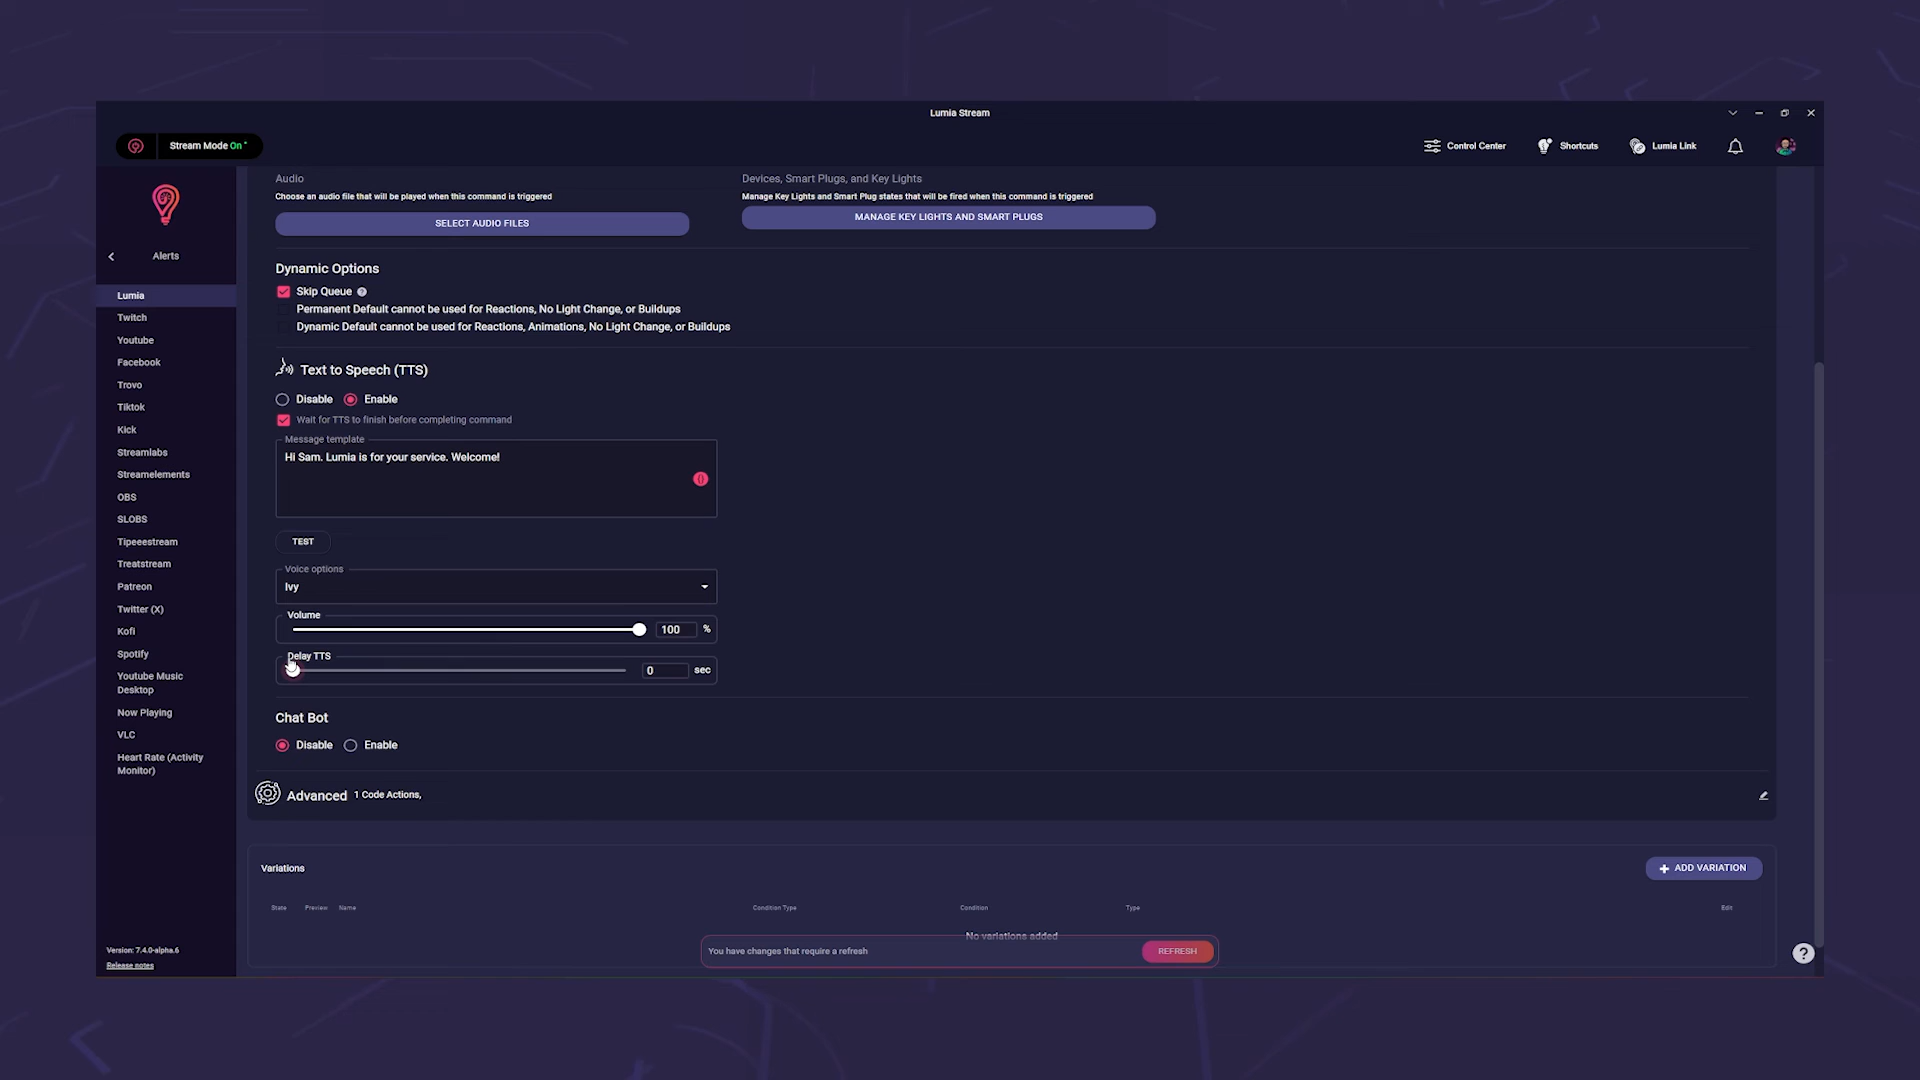 Lumia Stream
Stream Mode On
Control Center
Shortcuts
Lumia Link
Alerts
Lumia
Twitch
Youtube
Facebook
Trovo
Tiktok
Kick
Streamlabs
Streamelements
OBS
SLOBS
Tipeeestream
Treatstream
Patreon
Twitter (X)
Kofi
Spotify
Youtube Music
Desktop
Now Playing
VLC
Heart Rate (Activity
Monitor)
Version: 7.4.0-alpha.6
Release notes
Audio
Choose an audio file that will be played when this command is triggered
SELECT AUDIO FILES
Devices, Smart Plugs, and Key Lights
Manage Key Lights and Smart Plug states that will be fired when this command is triggered
MANAGE KEY LIGHTS AND SMART PLUGS
Dynamic Options
Skip Queue ?
Permanent Default cannot be used for Reactions, No Light Change, or Buildups
Dynamic Default cannot be used for Reactions, Animations, No Light Change, or Buildups
Text to Speech (TTS)
Disable Enable
Wait for TTS to finish before completing command
Message template
Hi Sam. Lumia is for your service. Welcome!
TEST
Voice options
Ivy
Volume
100 %
Delay TTS
0 sec
Chat Bot
Disable Enable
Advanced 1 Code Actions,
Variations
+ ADD VARIATION
State Preview Name Condition Type Condition Type Edit
No variations added
You have changes that require a refresh
REFRESH
?